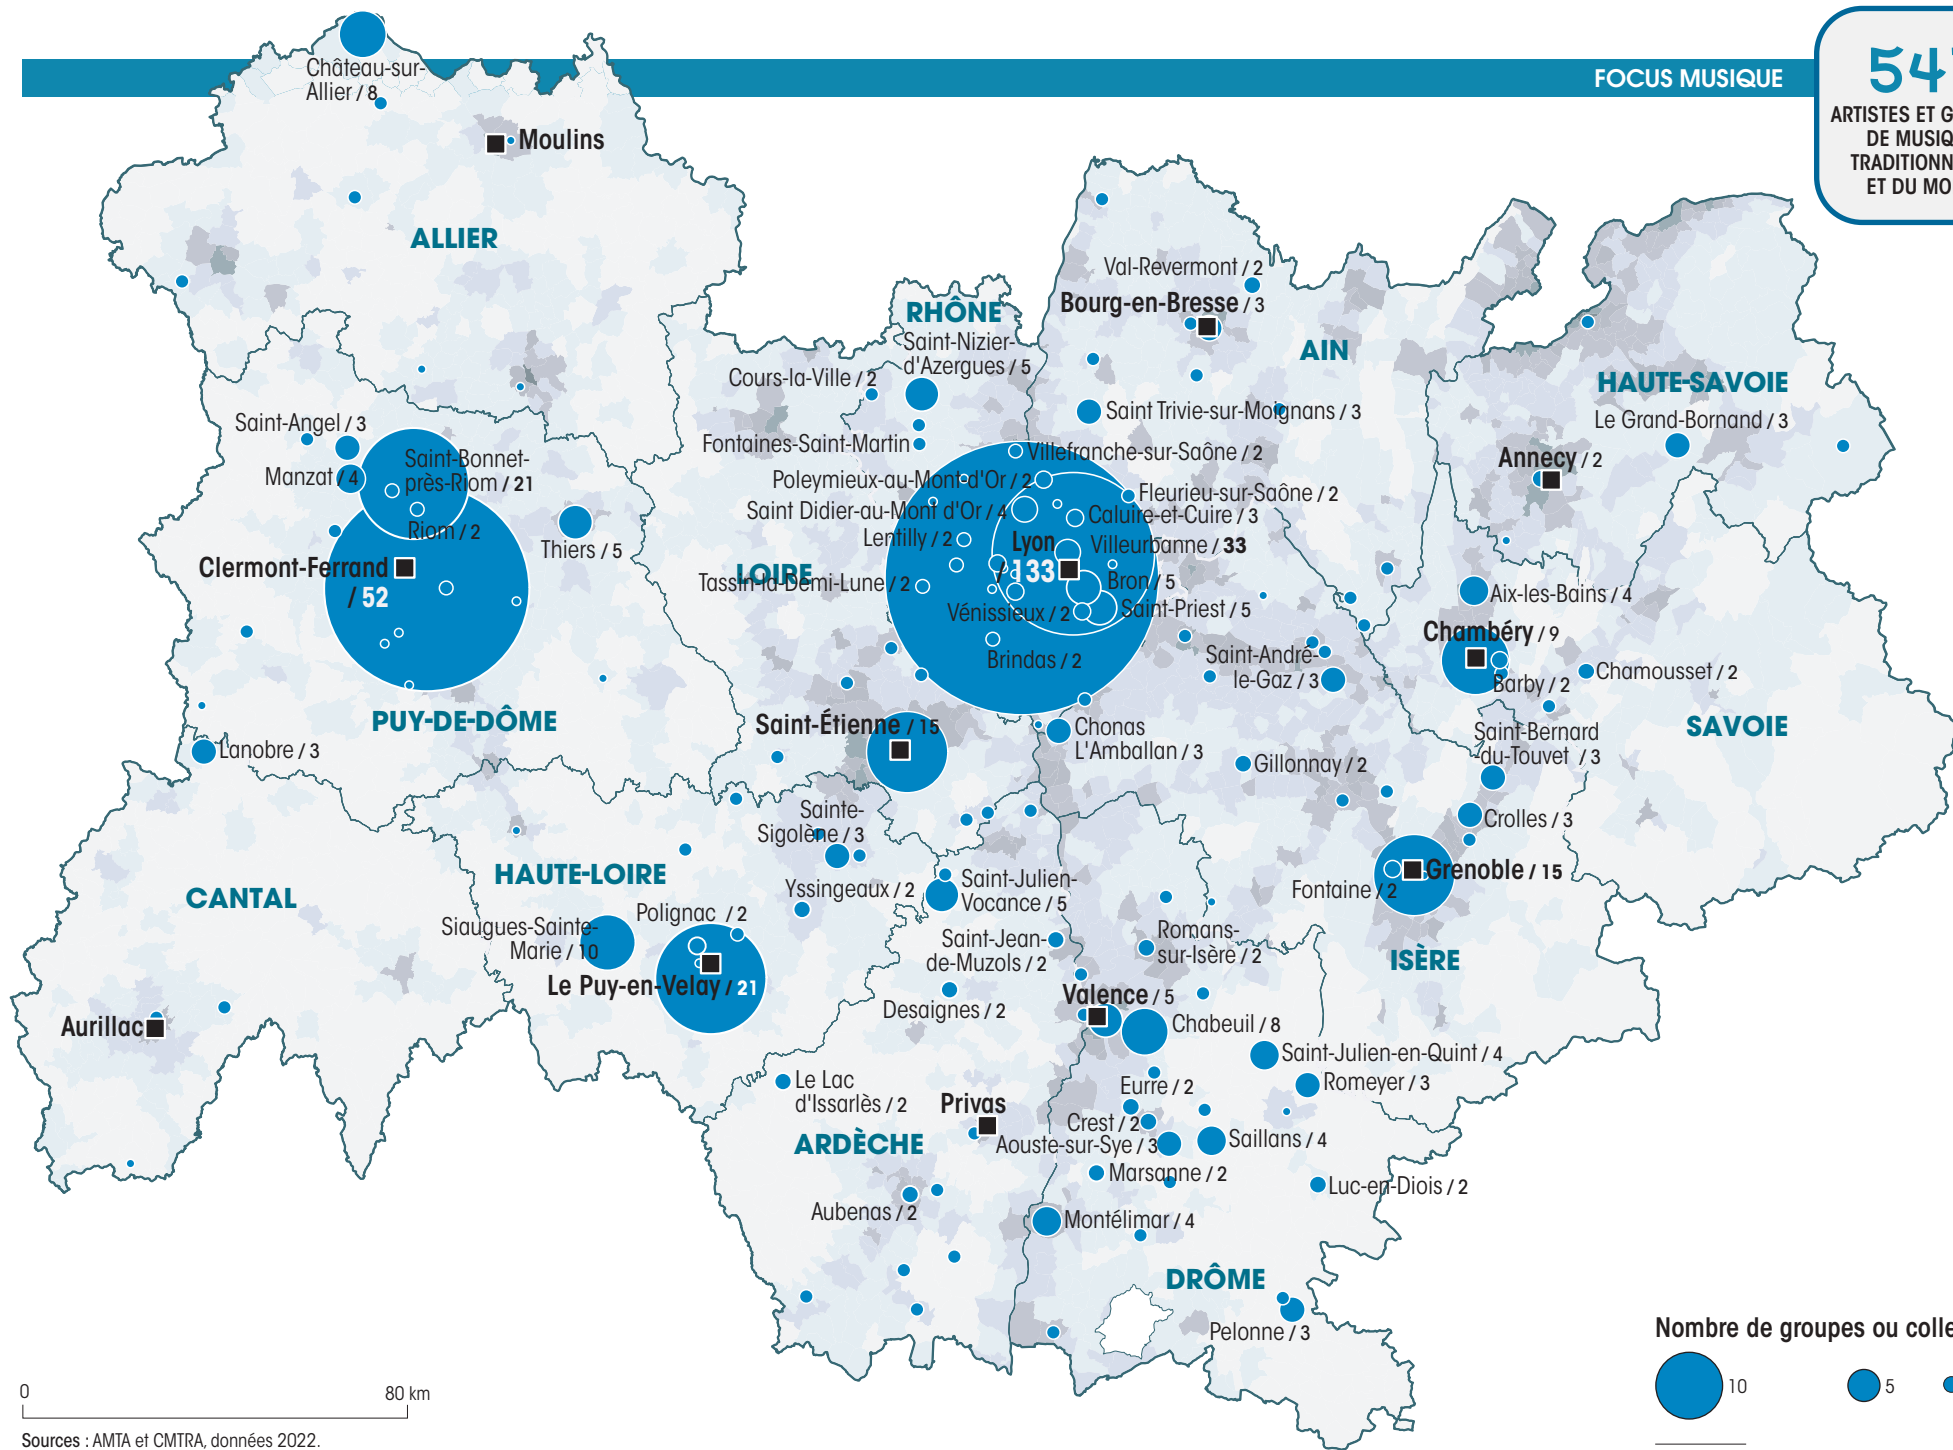 FOCUS MUSIQUE
54
ARTISTES ET G
DE MUSIQ
TRADITIONN
ET DU MO
Château-sur-
Allier / 8
Moulins
ALLIER
Val-Revermont / 2
Bourg-en-Bresse / 3
RHÔNE
AIN
Saint-Nizier-
d'Azergues / 5
Cours-la-Ville / 2
HAUTE-SAVOIE
Le Grand-Bornand / 3
Saint Trivie-sur-Moignans / 3
Saint-Angel / 3
Fontaines-Saint-Martin
Villefranche-sur-Saône / 2
Annecy / 2
Manzat / 4
Saint-Bonnet-
près-Riom / 21
Poleymieux-au-Mont d'Or / 2
Fleurieu-sur-Saône / 2
Saint Didier-au-Mont d'Or / 4
Caluire-et-Cuire / 3
Riom / 2
Thiers / 5
Lentilly / 2
Lyon
/ 133
Villeurbanne / 33
Clermont-Ferrand
/ 52
LOIRE
Tassin-la-Demi-Lune / 2
Bron / 5
Aix-les-Bains / 4
Vénissieux / 2
Saint-Priest / 5
Chambéry / 9
Brindas / 2
Saint-André-
le-Gaz / 3
Barby / 2
Chamousset / 2
PUY-DE-DÔME
Saint-Étienne / 15
SAVOIE
Lanobre / 3
Chonas
L'Amballan / 3
Saint-Bernard
-du-Touvet / 3
Gillonnay / 2
Sainte-
Sigolène / 3
Crolles / 3
HAUTE-LOIRE
Grenoble / 15
CANTAL
Yssingeaux / 2
Saint-Julien-
Vocance / 5
Fontaine / 2
Siaugues-Sainte-
Marie / 10
Polignac / 2
Saint-Jean-
de-Muzols / 2
Romans-
sur-Isère / 2
ISÈRE
Le Puy-en-Velay / 21
Desaignes / 2
Valence / 5
Aurillac
Chabeuil / 8
Saint-Julien-en-Quint / 4
Le Lac
d'Issarlès / 2
Eurre / 2
Romeyer / 3
Privas
Crest / 2
ARDÈCHE
Aouste-sur-Sye / 3
Saillans / 4
Marsanne / 2
Luc-en-Diois / 2
Aubenas / 2
Montélimar / 4
DRÔME
Pelonne / 3
Nombre de groupes ou colle
10
5
0
80 km
Sources : AMTA et CMTRA, données 2022.